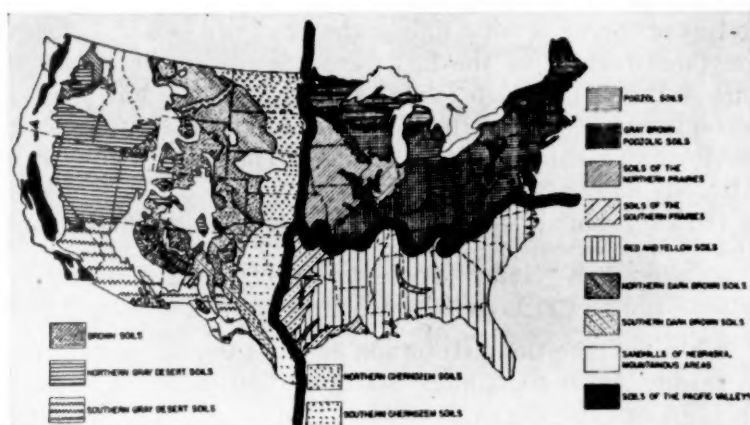 PODZOL SOILS
GRAY BROWN
PODZOLIC SOILS
SOILS OF THE
NORTHERN PRAIRIES
SOILS OF THE
SOUTHERN PRAIRIES
RED AND YELLOW SOILS
NORTHERN DARK BROWN SOILS
SOUTHERN DARK BROWN SOILS
SANDHILLS OF NEBRASKA,
MOUNTAINOUS AREAS
SOILS OF THE PACIFIC VALLEYS
BROWN SOILS
NORTHERN GRAY DESERT SOILS
SOUTHERN GRAY DESERT SOILS
NORTHERN CHERNOZEM SOILS
SOUTHERN CHERNOZEM SOILS